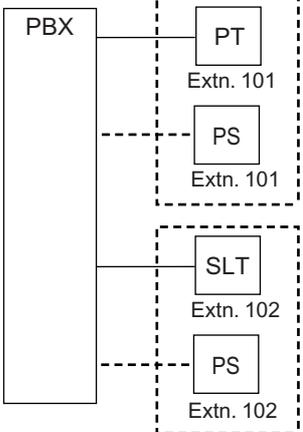 PBX
PT
Extn. 101
PS
Extn. 101
SLT
Extn. 102
PS
Extn. 102